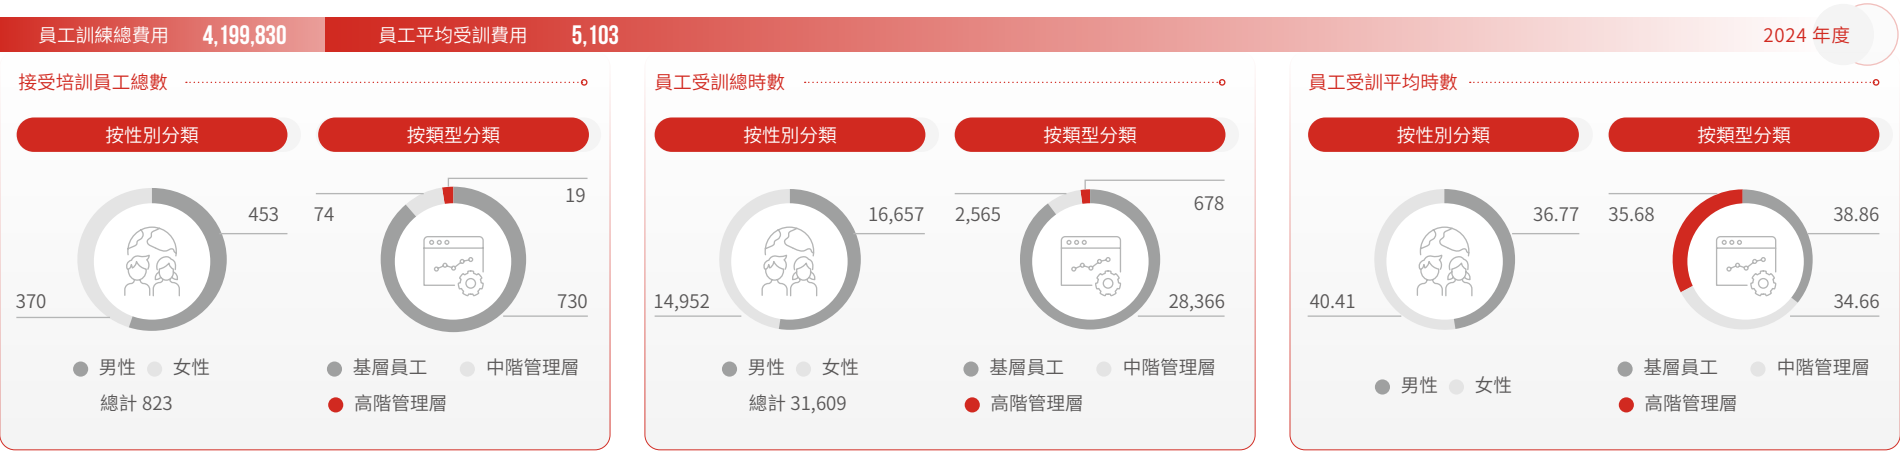 員工訓練總費用 4,199,830 員工平均受訓費用 5,103 2024 年度
接受培訓員工總數
按性別分類 按類型分類
453
370
男性 女性
總計 823
19
74
730
基層員工 中階管理層
高階管理層
員工受訓總時數
按性別分類 按類型分類
16,657
14,952
男性 女性
總計 31,609
678
2,565
28,366
基層員工 中階管理層
高階管理層
員工受訓平均時數
按性別分類 按類型分類
36.77
40.41
男性 女性
35.68
38.86
34.66
基層員工 中階管理層
高階管理層